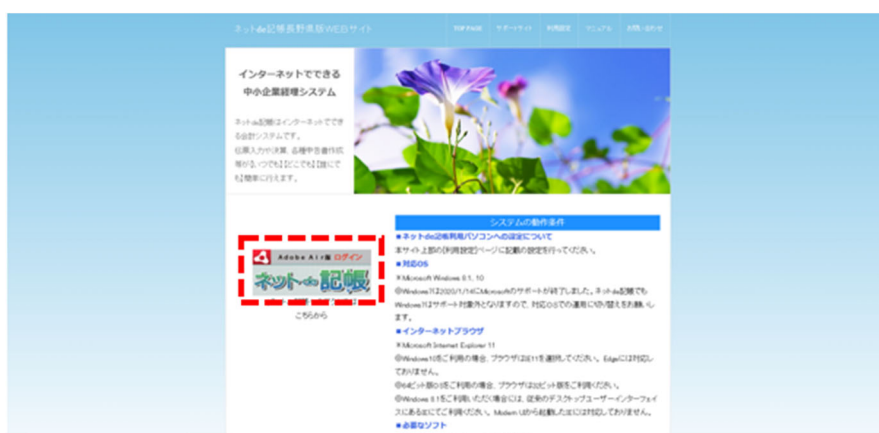 ネットde記帳長野県版WEBサイト
TOP PAGE サポートサイト 利用設定 マニュアル お問い合わせ
インターネットでできる
中小企業経理システム
ネットde記帳はインターネットででき
る会計システムです。
伝票入力や決算、各種申告書作成
等が【いつでも】【どこでも】【誰にで
も】簡単に行えます。
システムの動作条件
■ネットde記帳利用パソコンへの設定について
本サイト上部の[利用設定]ページに記載の設定を行ってください。
■対応OS
Adobe Air版 ログイン
ネットde記帳
こちらから
※Microsoft Windows 8.1, 10
◎Windows7は2020/1/14にMicrosoftのサポートが終了しました。ネットde記帳でも
Windows7はサポート対象外となりますので、対応OSでの運用に切り替えをお願いし
ます。
■インターネットブラウザ
※Microsoft Internet Explorer 11
◎Windows10をご利用の場合、ブラウザはIE11を選択してください。Edgeには対応し
ておりません。
◎64ビット版OSをご利用の場合、ブラウザは32ビット版をご利用ください。
◎Windows 8.1をご利用いただく場合には、従来のデスクトップユーザーインターフェイ
スにあるIEにてご利用ください。Modern UIから起動したIEには対応しておりません。
■必要なソフト